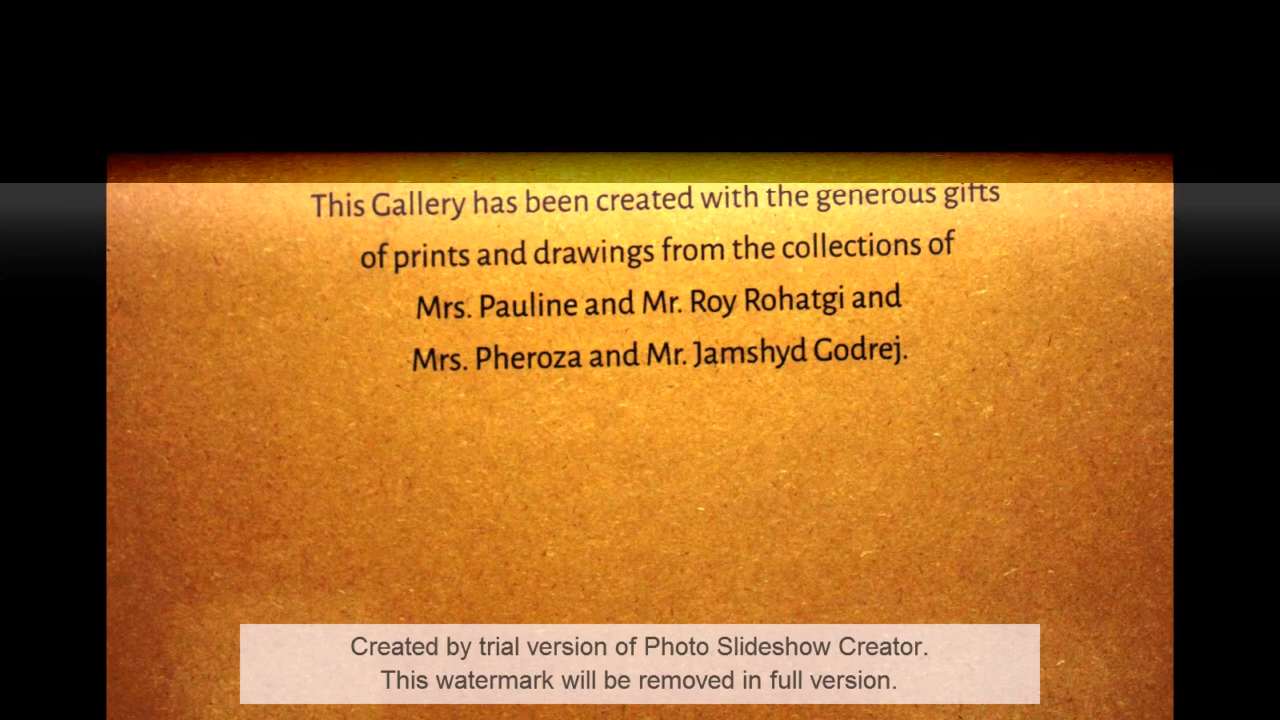 This Gallery has been created with the generous gifts
of prints and drawings from the collections of
Mrs. Pauline and Mr. Roy Rohatgi and
Mrs. Pheroza and Mr. Jamshyd Godrej.
Created by trial version of Photo Slideshow Creator.
This watermark will be removed in full version.